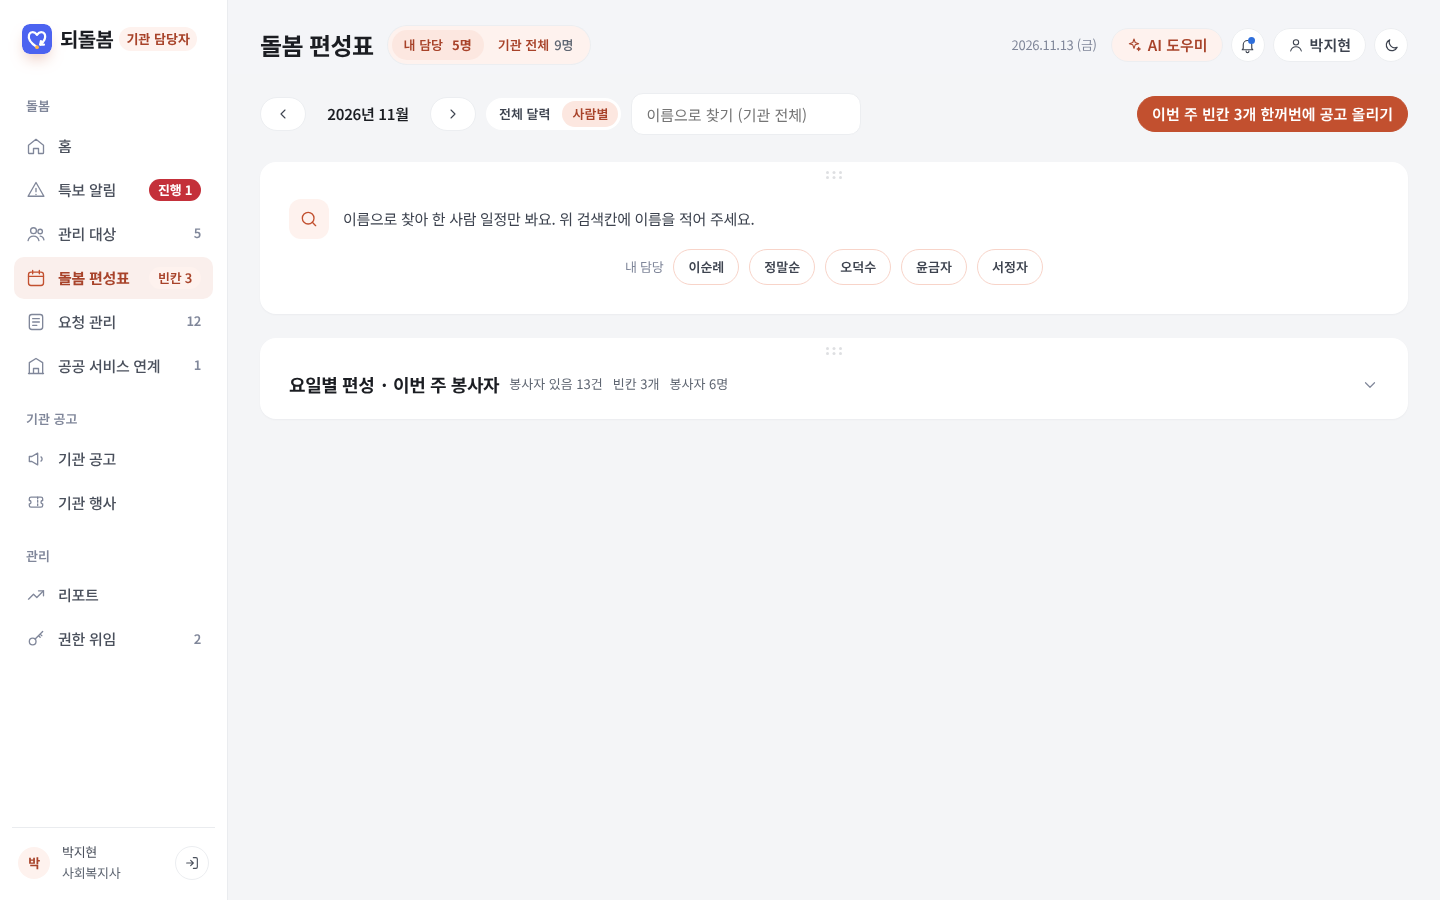 되돌봄 기관 담당자
돌봄
홈
특보 알림 진행 1
관리 대상 5
돌봄 편성표 빈칸 3
요청 관리 12
공공 서비스 연계 1
기관 공고
기관 공고
기관 행사
관리
리포트
권한 위임 2
박
박지현
사회복지사
돌봄 편성표 내 담당 5명 기관 전체 9명
2026.11.13 (금) AI 도우미 박지현
2026년 11월 전체 달력 사람별 이름으로 찾기 (기관 전체) 이번 주 빈칸 3개 한꺼번에 공고 올리기
이름으로 찾아 한 사람 일정만 봐요. 위 검색칸에 이름을 적어 주세요.
내 담당 이순례 정말순 오덕수 윤금자 서정자
요일별 편성 · 이번 주 봉사자 봉사자 있음 13건 빈칸 3개 봉사자 6명